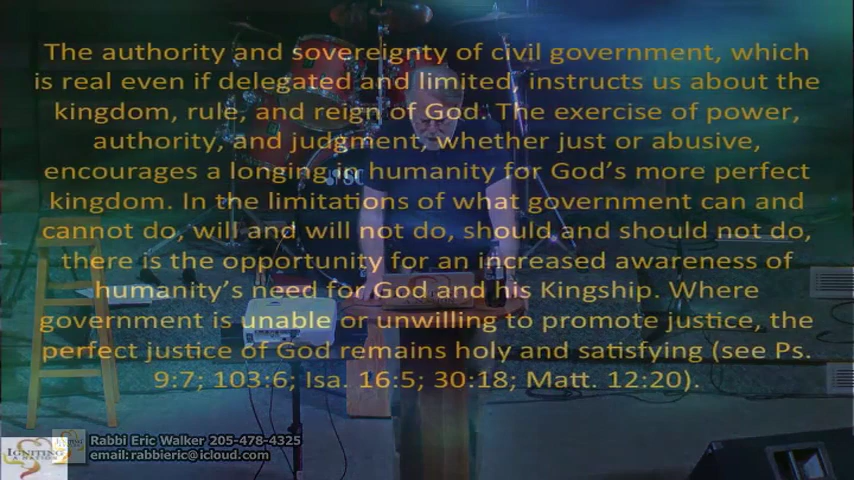 The authority and sovereignty of civil government, which
is real even if delegated and limited, instructs us about the
kingdom, rule, and reign of God. The exercise of power,
authority, and judgment, whether just or abusive,
encourages a longing in humanity for God's more perfect
kingdom. In the limitations of what government can and
cannot do, will and will not do, should and should not do,
there is the opportunity for an increased awareness of
humanity's need for God and his Kingship. Where
government is unable or unwilling to promote justice, the
perfect justice of God remains holy and satisfying (see Ps.
9:7; 103:6; Isa. 16:5; 30:18; Matt. 12:20).
Rabbi Eric Walker 205-478-4325
email:rabbieric@icloud.com
IGNITING
A NATION